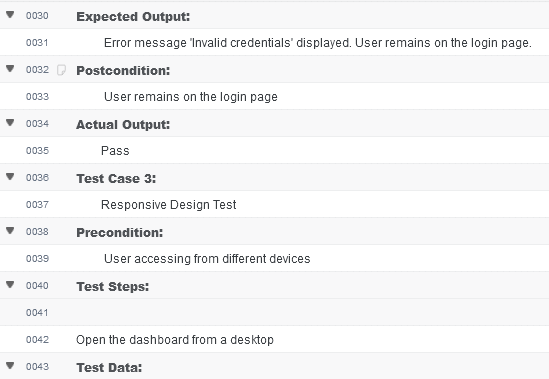 0030 Expected Output:
0031 Error message 'Invalid credentials' displayed. User remains on the login page.
0032 Postcondition:
0033 User remains on the login page
0034 Actual Output:
0035 Pass
0036 Test Case 3:
0037 Responsive Design Test
0038 Precondition:
0039 User accessing from different devices
0040 Test Steps:
0041
0042 Open the dashboard from a desktop
0043 Test Data: